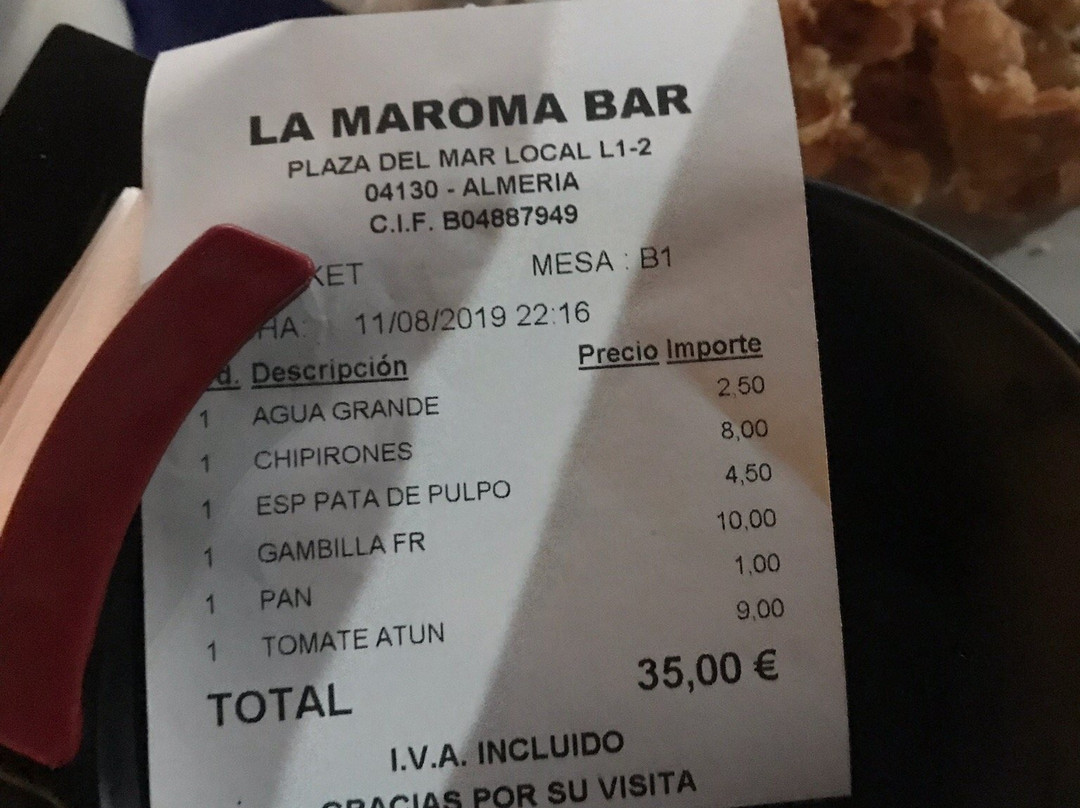 LA MAROMA BAR
PLAZA DEL MAR LOCAL L1-2
04130 - ALMERIA
C.I.F. B04887949
KET MESA : B1
HA: 11/08/2019 22:16
d. Descripción Precio Importe
1 AGUA GRANDE 2,50
1 CHIPIRONES 8,00
1 ESP PATA DE PULPO 4,50
1 GAMBILLA FR 10,00
1 PAN 1,00
1 TOMATE ATUN 9,00
TOTAL 35,00 €
I.V.A. INCLUIDO
GRACIAS POR SU VISITA